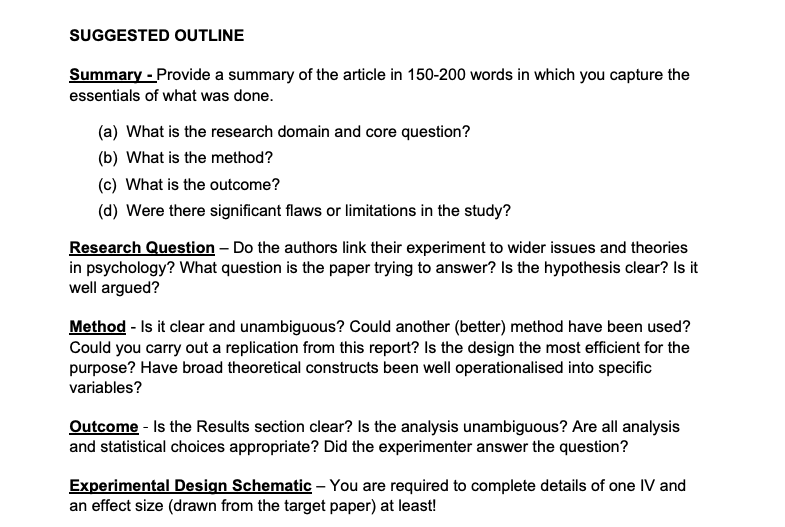 SUGGESTED OUTLINE
Summary - Provide a summary of the article in 150-200 words in which you capture the
essentials of what was done.
(a) What is the research domain and core question?
(b) What is the method?
(c) What is the outcome?
(d) Were there significant flaws or limitations in the study?
Research Question – Do the authors link their experiment to wider issues and theories
in psychology? What question is the paper trying to answer? Is the hypothesis clear? Is it
well argued?
Method - Is it clear and unambiguous? Could another (better) method have been used?
Could you carry out a replication from this report? Is the design the most efficient for the
purpose? Have broad theoretical constructs been well operationalised into specific
variables?
Outcome - Is the Results section clear? Is the analysis unambiguous? Are all analysis
and statistical choices appropriate? Did the experimenter answer the question?
Experimental Design Schematic – You are required to complete details of one IV and
an effect size (drawn from the target paper) at least!